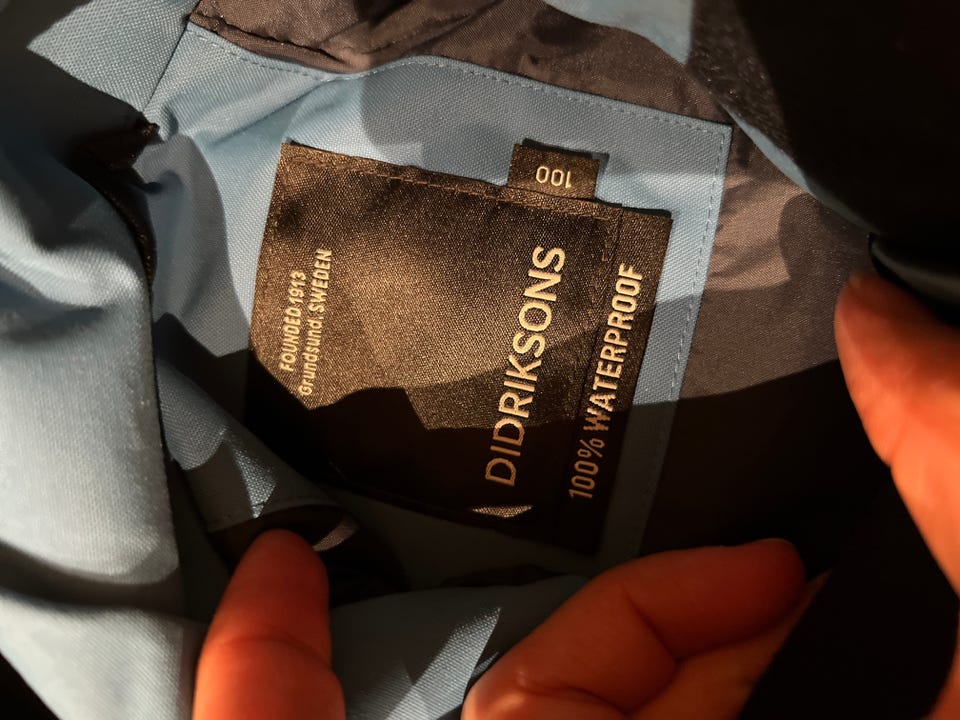 FOUNDED 1913
Grundsund. SWEDEN
DIDRIKSONS
100% WATERPROOF
100